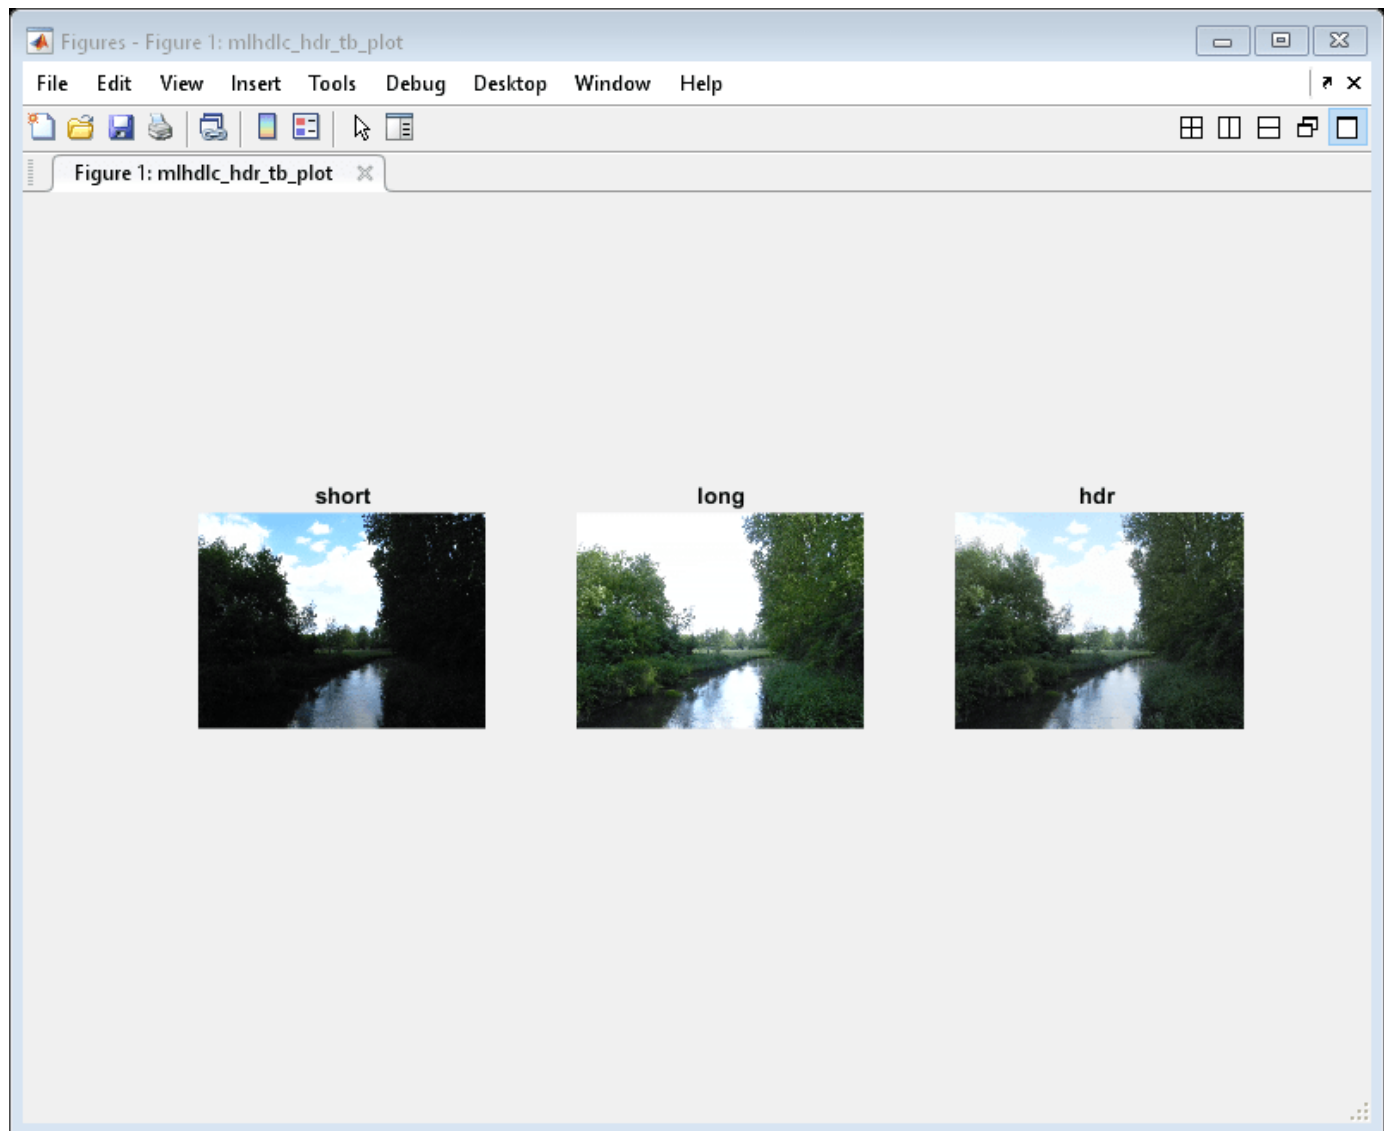 Figures - Figure 1: mlhdlc_hdr_tb_plot
File Edit View Insert Tools Debug Desktop Window Help
Figure 1: mlhdlc_hdr_tb_plot
short long hdr